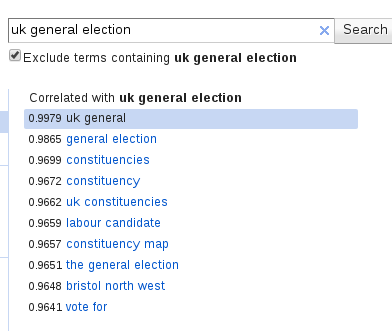 uk general election
Search
Exclude terms containing uk general election
Correlated with uk general election
0.9979 uk general
0.9865 general election
0.9699 constituencies
0.9672 constituency
0.9662 uk constituencies
0.9659 labour candidate
0.9657 constituency map
0.9651 the general election
0.9648 bristol north west
0.9641 vote for